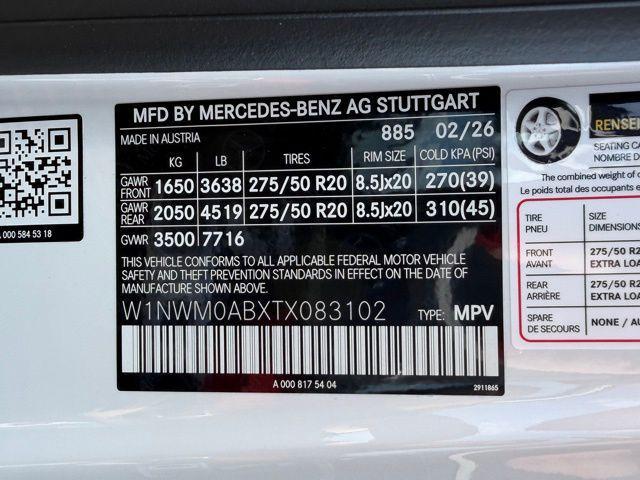 MFD BY MERCEDES-BENZ AG STUTTGART
MADE IN AUSTRIA 885 02/26
KG LB TIRES RIM SIZE COLD KPA (PSI)
GAWR FRONT 1650 3638 275/50 R20 8.5Jx20 270(39)
GAWR REAR 2050 4519 275/50 R20 8.5Jx20 310(45)
GVWR 3500 7716
THIS VEHICLE CONFORMS TO ALL APPLICABLE FEDERAL MOTOR VEHICLE
SAFETY AND THEFT PREVENTION STANDARDS IN EFFECT ON THE DATE OF
MANUFACTURE SHOWN ABOVE.
W1NWM0ABXTX083102 TYPE: MPV
A 000 817 54 04
2911865
A 000 584 53 18
RENSEI
SEATING CA
NOMBRE D
The combined weight of
Le poids total des occupants
TIRE PNEU SIZE DIMENSIONS
FRONT AVANT 275/50 R2 EXTRA LOA
REAR ARRIÈRE 275/50 R2 EXTRA LOA
SPARE DE SECOURS NONE / AU